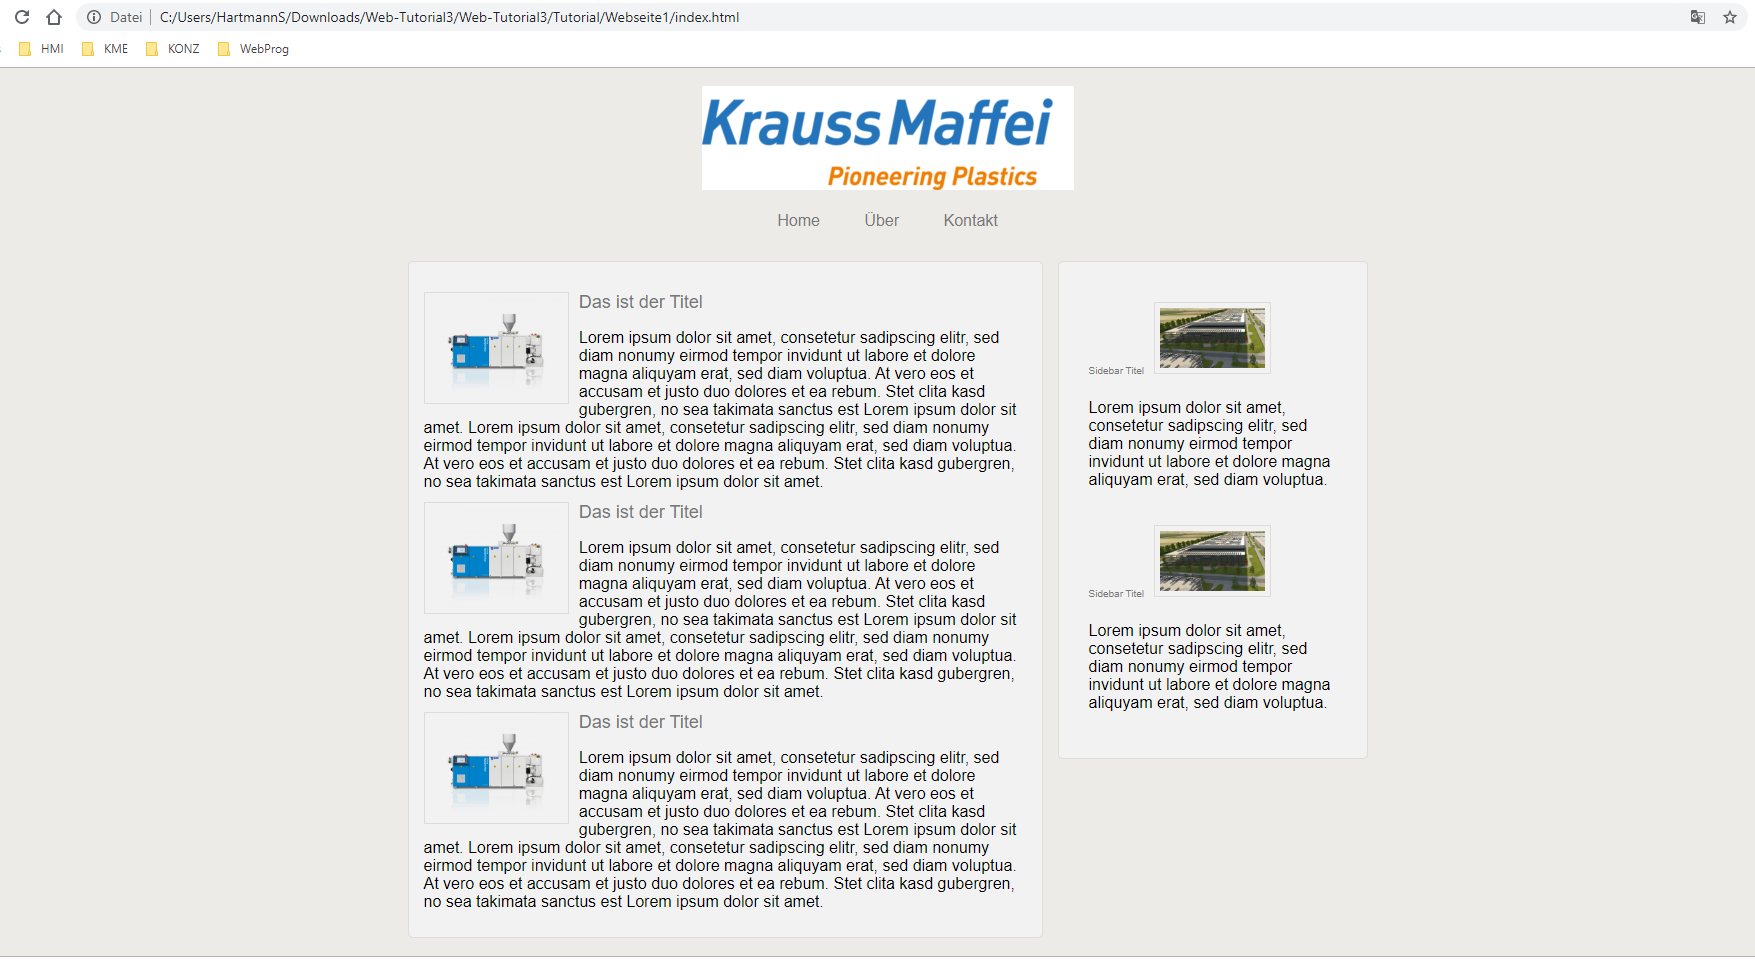 Datei C:/Users/HartmannS/Downloads/Web-Tutorial3/Web-Tutorial3/Tutorial/Webseite1/index.html
HMI KME KONZ WebProg
Krauss Maffei
Pioneering Plastics
Home Über Kontakt
Das ist der Titel
Lorem ipsum dolor sit amet, consetetur sadipscing elitr, sed
diam nonumy eirmod tempor invidunt ut labore et dolore
magna aliquyam erat, sed diam voluptua. At vero eos et
accusam et justo duo dolores et ea rebum. Stet clita kasd
gubergren, no sea takimata sanctus est Lorem ipsum dolor sit
amet. Lorem ipsum dolor sit amet, consetetur sadipscing elitr, sed diam nonumy
eirmod tempor invidunt ut labore et dolore magna aliquyam erat, sed diam voluptua.
At vero eos et accusam et justo duo dolores et ea rebum. Stet clita kasd gubergren,
no sea takimata sanctus est Lorem ipsum dolor sit amet.
Das ist der Titel
Lorem ipsum dolor sit amet, consetetur sadipscing elitr, sed
diam nonumy eirmod tempor invidunt ut labore et dolore
magna aliquyam erat, sed diam voluptua. At vero eos et
accusam et justo duo dolores et ea rebum. Stet clita kasd
gubergren, no sea takimata sanctus est Lorem ipsum dolor sit
amet. Lorem ipsum dolor sit amet, consetetur sadipscing elitr, sed diam nonumy
eirmod tempor invidunt ut labore et dolore magna aliquyam erat, sed diam voluptua.
At vero eos et accusam et justo duo dolores et ea rebum. Stet clita kasd gubergren,
no sea takimata sanctus est Lorem ipsum dolor sit amet.
Das ist der Titel
Lorem ipsum dolor sit amet, consetetur sadipscing elitr, sed
diam nonumy eirmod tempor invidunt ut labore et dolore
magna aliquyam erat, sed diam voluptua. At vero eos et
accusam et justo duo dolores et ea rebum. Stet clita kasd
gubergren, no sea takimata sanctus est Lorem ipsum dolor sit
amet. Lorem ipsum dolor sit amet, consetetur sadipscing elitr, sed diam nonumy
eirmod tempor invidunt ut labore et dolore magna aliquyam erat, sed diam voluptua.
At vero eos et accusam et justo duo dolores et ea rebum. Stet clita kasd gubergren,
no sea takimata sanctus est Lorem ipsum dolor sit amet.
Sidebar Titel
Lorem ipsum dolor sit amet,
consetetur sadipscing elitr, sed
diam nonumy eirmod tempor
invidunt ut labore et dolore magna
aliquyam erat, sed diam voluptua.
Sidebar Titel
Lorem ipsum dolor sit amet,
consetetur sadipscing elitr, sed
diam nonumy eirmod tempor
invidunt ut labore et dolore magna
aliquyam erat, sed diam voluptua.